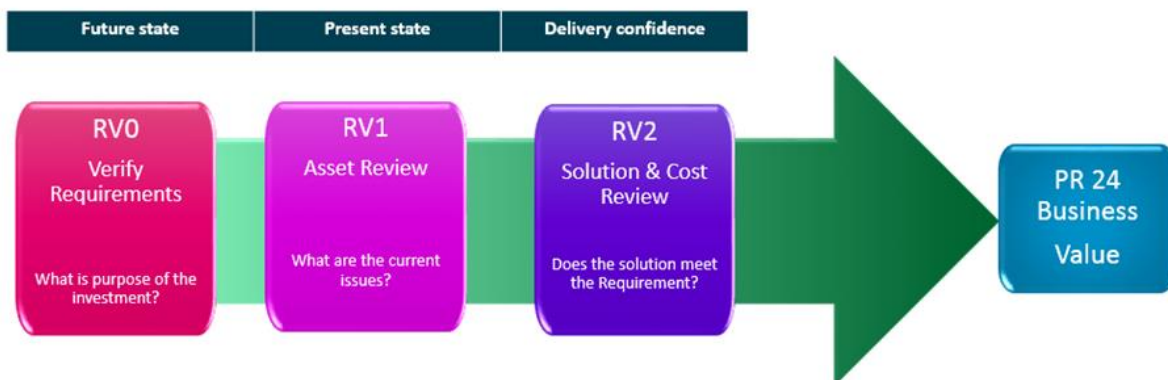 Future state
Present state
Delivery confidence
RV0
Verify
Requirements
What is purpose of the
investment?
RV1
Asset Review
What are the current
issues?
RV2
Solution & Cost
Review
Does the solution meet
the Requirement?
PR 24
Business
Value